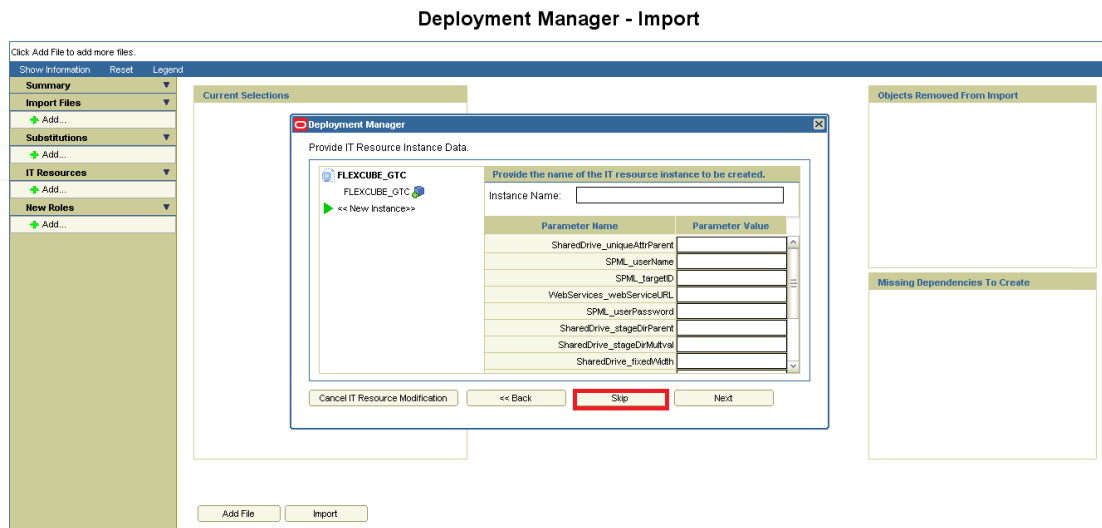 Deployment Manager - Import
Click Add File to add more files.
Show Information Reset Legend
Summary
Import Files
Add...
Substitutions
Add...
IT Resources
Add...
New Roles
Add...
Current Selections
Objects Removed From Import
Missing Dependencies To Create
Deployment Manager
Provide IT Resource Instance Data.
FLEXCUBE_GTC
FLEXCUBE_GTC
<< New Instance>>
Provide the name of the IT resource instance to be created.
Instance Name:
Parameter Name Parameter Value
SharedDrive_uniqueAttrParent
SPML_userName
SPML_targetID
WebServices_webServiceURL
SPML_userPassword
SharedDrive_stageDirParent
SharedDrive_stageDirMultval
SharedDrive_fixedWidth
Cancel IT Resource Modification << Back Skip Next
Add File Import